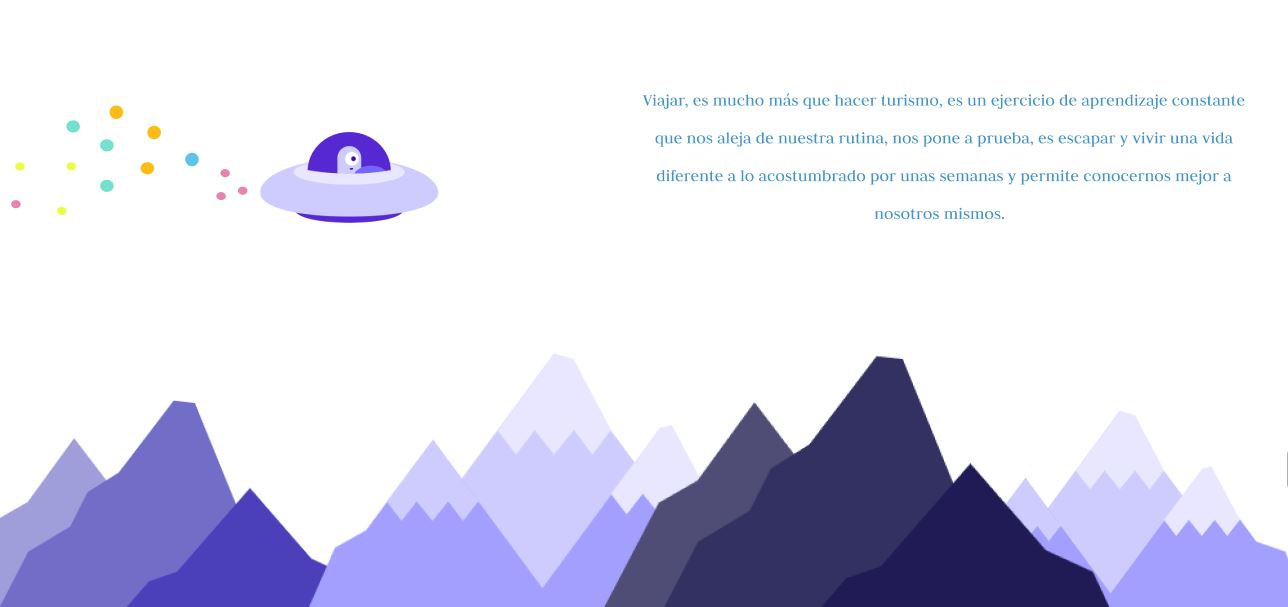 Viajar, es mucho más que hacer turismo, es un ejercicio de aprendizaje constante
que nos aleja de nuestra rutina, nos pone a prueba, es escapar y vivir una vida
diferente a lo acostumbrado por unas semanas y permite conocernos mejor a
nosotros mismos.